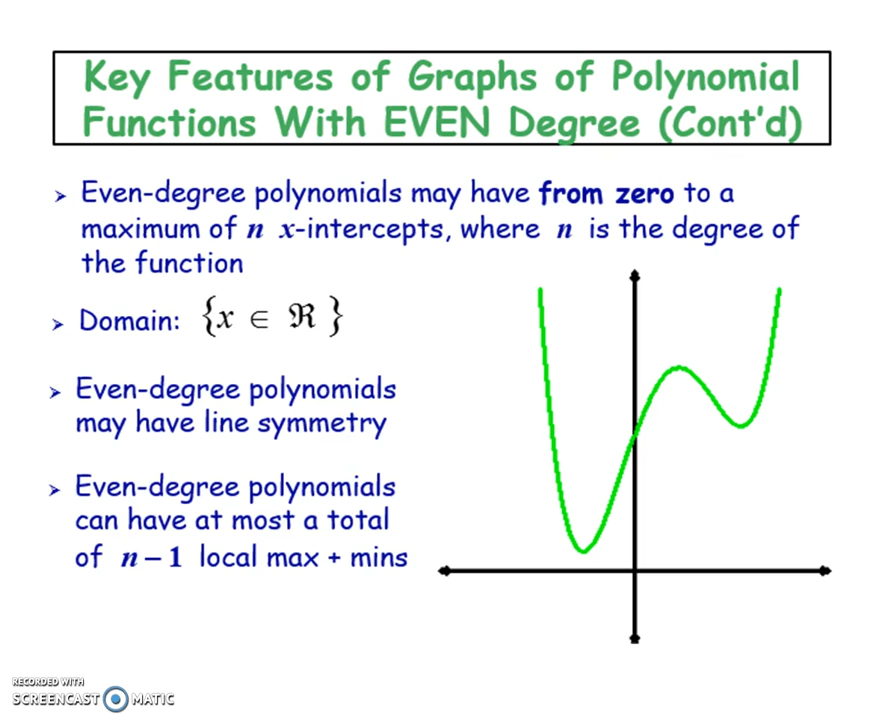 Key Features of Graphs of Polynomial
Functions With EVEN Degree (Cont'd)
➢ Even-degree polynomials may have from zero to a
maximum of n x-intercepts, where n is the degree of
the function
➢ Domain: {x ∈ ℜ }
➢ Even-degree polynomials
may have line symmetry
➢ Even-degree polynomials
can have at most a total
of n – 1 local max + mins
RECORDED WITH
SCREENCAST MATIC